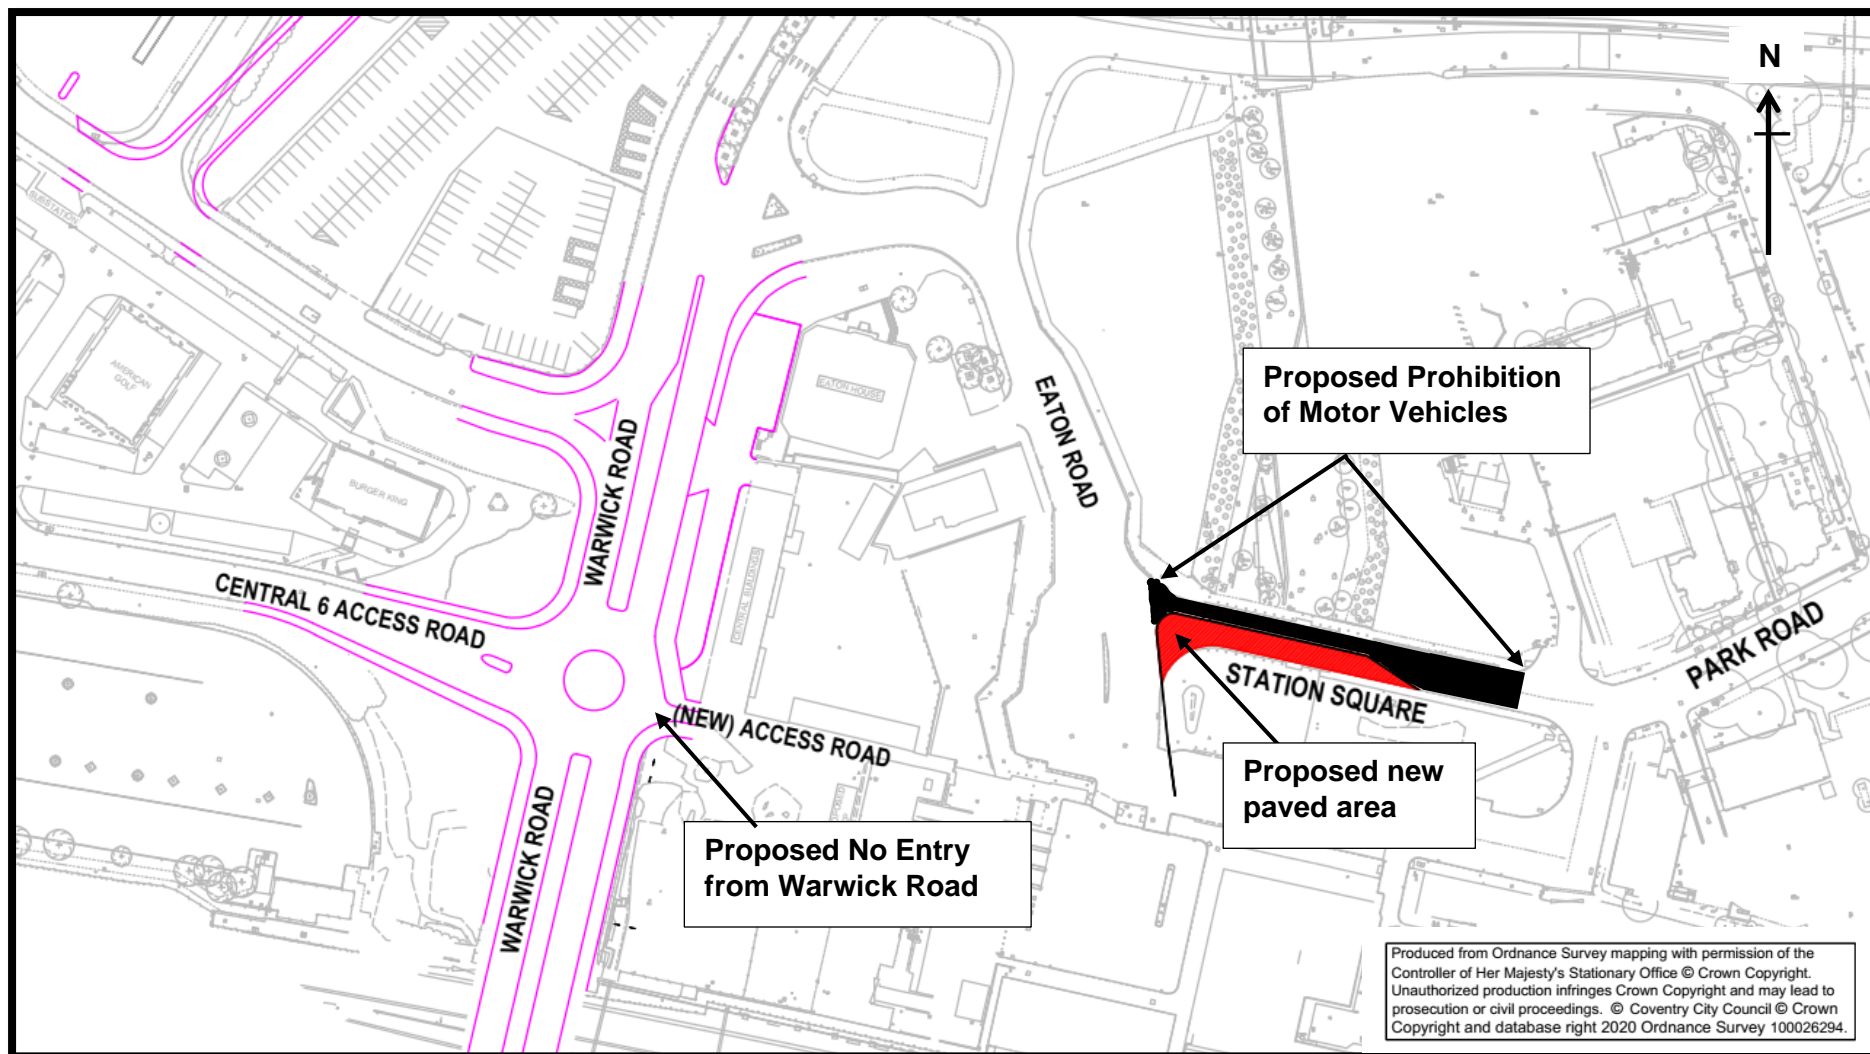 N
SUBSTATION
AMERICAN
GOLF
BURGER KING
EATON HOUSE
CENTRAL BUILDINGS
WARWICK ROAD
EATON ROAD
Proposed Prohibition
of Motor Vehicles
CENTRAL 6 ACCESS ROAD
PARK ROAD
STATION SQUARE
(NEW) ACCESS ROAD
Proposed new
paved area
WARWICK ROAD
Proposed No Entry
from Warwick Road
Produced from Ordnance Survey mapping with permission of the
Controller of Her Majesty's Stationary Office © Crown Copyright.
Unauthorized production infringes Crown Copyright and may lead to
prosecution or civil proceedings. © Coventry City Council © Crown
Copyright and database right 2020 Ordnance Survey 100026294.